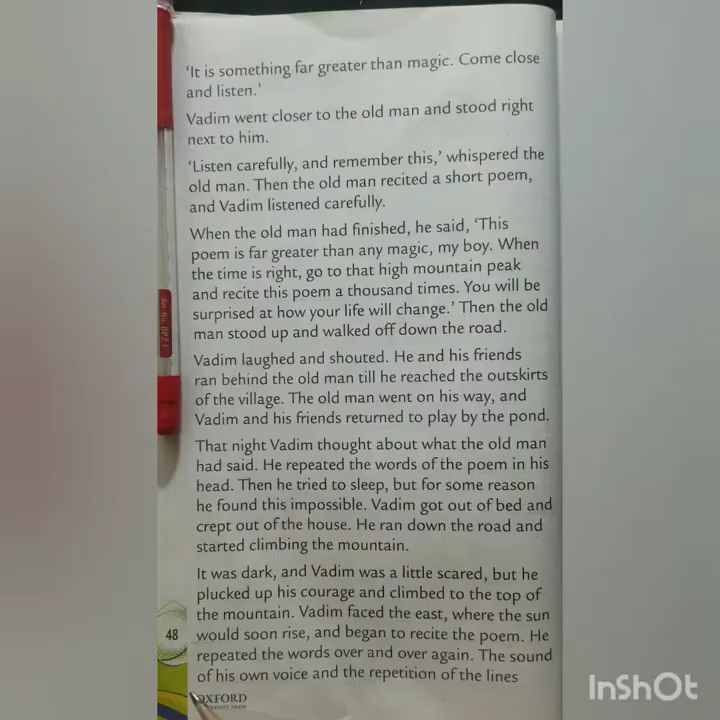 ‘It is something far greater than magic. Come close
and listen.’
Vadim went closer to the old man and stood right
next to him.
‘Listen carefully, and remember this,’ whispered the
old man. Then the old man recited a short poem,
and Vadim listened carefully.
When the old man had finished, he said, ‘This
poem is far greater than any magic, my boy. When
the time is right, go to that high mountain peak
and recite this poem a thousand times. You will be
surprised at how your life will change.’ Then the old
man stood up and walked off down the road.
Vadim laughed and shouted. He and his friends
ran behind the old man till he reached the outskirts
of the village. The old man went on his way, and
Vadim and his friends returned to play by the pond.
That night Vadim thought about what the old man
had said. He repeated the words of the poem in his
head. Then he tried to sleep, but for some reason
he found this impossible. Vadim got out of bed and
crept out of the house. He ran down the road and
started climbing the mountain.
It was dark, and Vadim was a little scared, but he
plucked up his courage and climbed to the top of
the mountain. Vadim faced the east, where the sun
would soon rise, and began to recite the poem. He
repeated the words over and over again. The sound
of his own voice and the repetition of the lines
48
OXFORD
InShOt